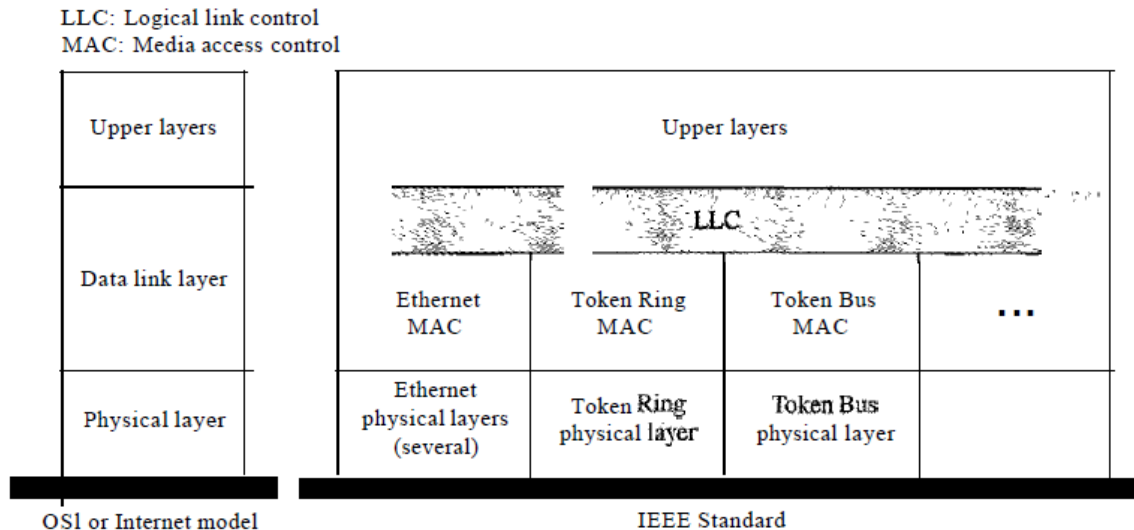 LLC: Logical link control
MAC: Media access control
Upper layers
Upper layers
LLC
Data link layer
Ethernet
MAC
Token Ring
MAC
Token Bus
MAC
...
Physical layer
Ethernet
physical layers
(several)
Token Ring
physical layer
Token Bus
physical layer
OS1 or Internet model
IEEE Standard